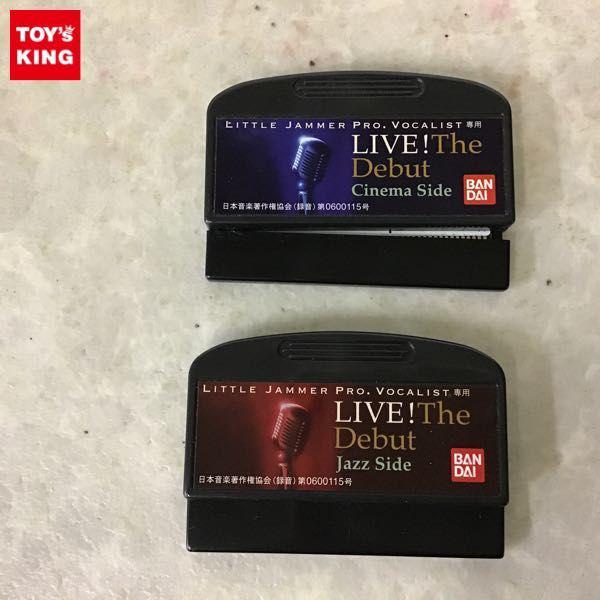 TOY's
KING
LITTLE JAMMER PRO. VOCALIST 専用
LIVE!The
Debut
Cinema Side
BAN
DAI
日本音楽著作権協会(録音)第0600115号
LITTLE JAMMER PRO. VOCALIST 専用
LIVE!The
Debut
Jazz Side
BAN
DAI
日本音楽著作権協会(録音)第0600115号